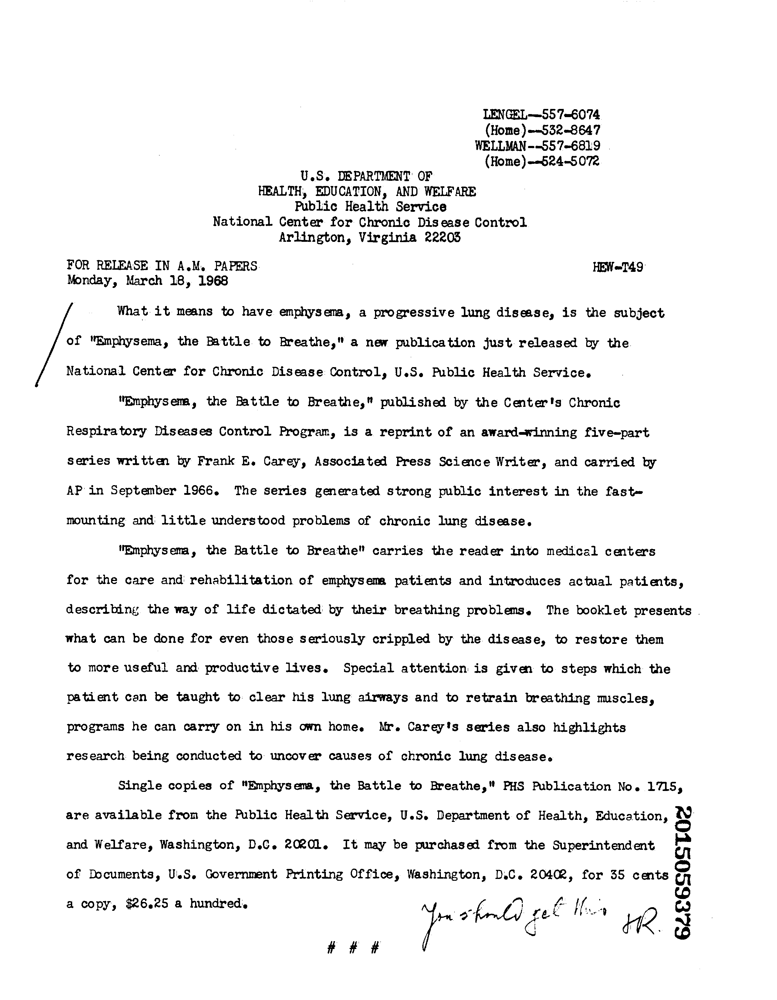 LENGEL--557-6074
(Home)--532-8647
WELLMAN--557-6819
(Home)--524-5072
U.S. DEPARTMENT OF
HEALTH, EDUCATION, AND WELFARE
Public Health Service
National Center for Chronic Disease Control
Arlington, Virginia 22203
FOR RELEASE IN A.M. PAPERS
HEW-T49
Monday, March 18, 1968
What it means to have emphysema, a progressive lung disease, is the subject
of "Emphysema, the Battle to Breathe," a new publication just released by the
National Center for Chronic Disease Control, U.S. Public Health Service.
"Emphysema, the Battle to Breathe," published by the Center's Chronic
Respiratory Diseases Control Program, is a reprint of an award-winning five-part
series written by Frank E. Carey, Associated Press Science Writer, and carried by
AP in September 1966. The series generated strong public interest in the fast-
mounting and little understood problems of chronic lung disease.
"Emphysema, the Battle to Breathe" carries the reader into medical centers
for the care and rehabilitation of emphysema patients and introduces actual patients,
describing the way of life dictated by their breathing problems. The booklet presents
what can be done for even those seriously crippled by the disease, to restore them
to more useful and productive lives. Special attention is given to steps which the
patient can be taught to clear his lung airways and to retrain breathing muscles,
programs he can carry on in his own home. Mr. Carey's series also highlights
research being conducted to uncover causes of chronic lung disease.
Single copies of "Emphysema, the Battle to Breathe," PHS Publication No. 1715,
are available from the Public Health Service, U.S. Department of Health, Education,
and Welfare, Washington, D.C. 20201. It may be purchased from the Superintendent
of Documents, U.S. Government Printing Office, Washington, D.C. 20402, for 35 cents
a copy, $26.25 a hundred.
You should get this
# # #
2015059379